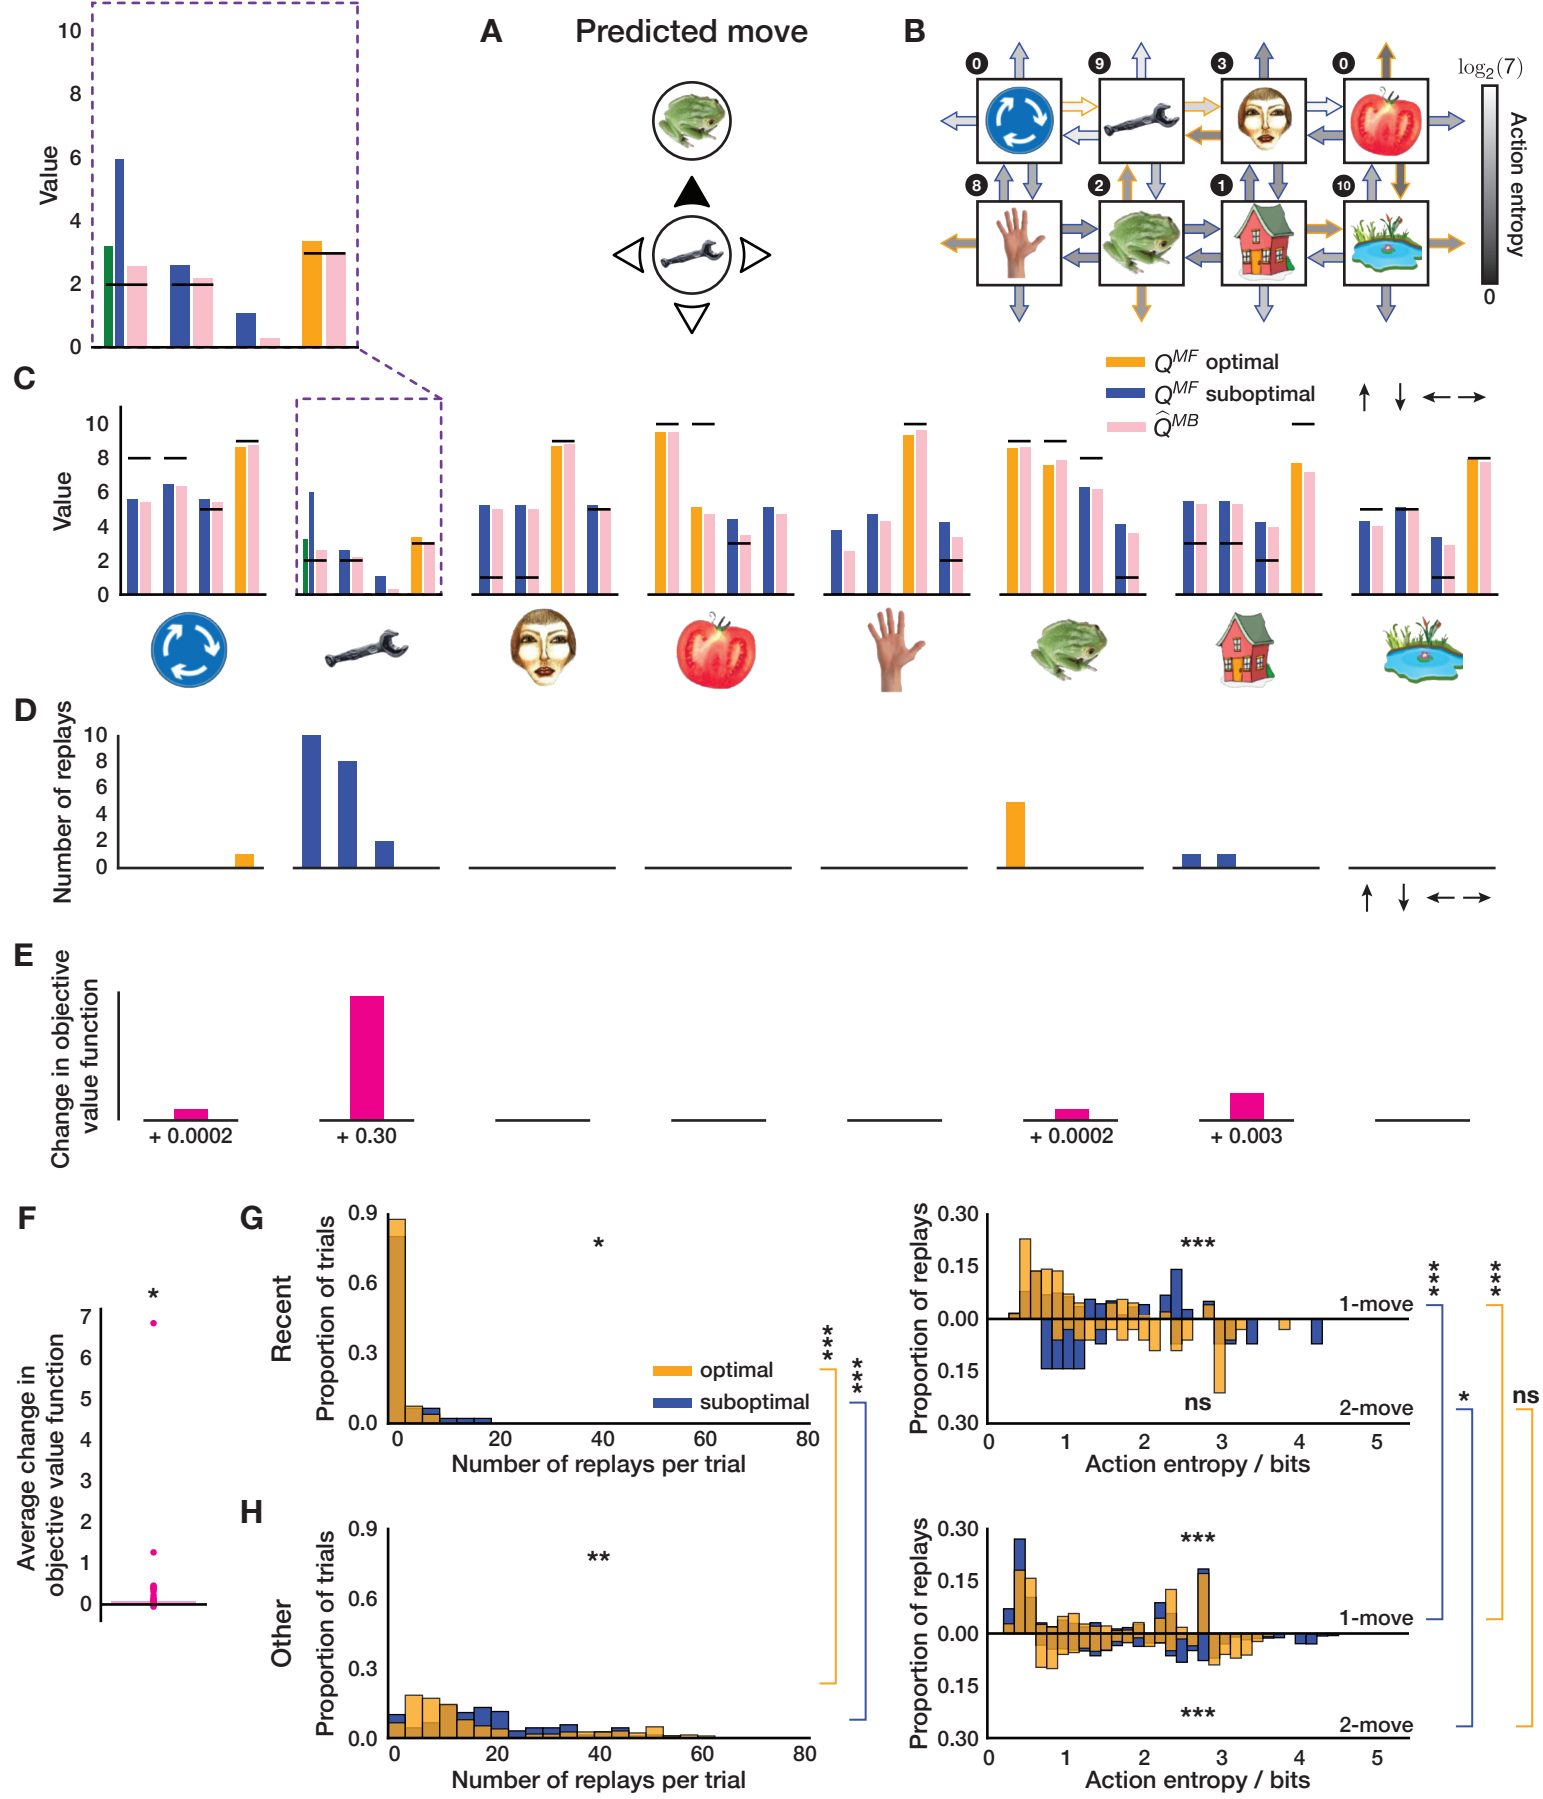 A Predicted move
B
0 9 3 0
8 2 1 10
log₂(7)
Action entropy
0
Value
10
8
6
4
2
0
C
Q^MF optimal
Q^MF suboptimal
Q̂^MB
↑ ↓ ← →
Value
10
8
6
4
2
0
D
Number of replays
10
8
6
4
2
0
↑ ↓ ← →
E
Change in objective
value function
+ 0.0002 + 0.30 + 0.0002 + 0.003
F
Average change in
objective value function
*
7
6
5
4
3
2
1
0
G
Recent
Proportion of trials
0.9
0.6
0.3
0.0
*
optimal
suboptimal
0 20 40 60 80
Number of replays per trial
***
***
Proportion of replays
0.30
0.15
0.00
0.15
0.30
***
1-move
ns
2-move
0 1 2 3 4 5
Action entropy / bits
***
***
*
ns
H
Other
Proportion of trials
0.9
0.6
0.3
0.0
**
0 20 40 60 80
Number of replays per trial
Proportion of replays
0.30
0.15
0.00
0.15
0.30
***
1-move
***
2-move
0 1 2 3 4 5
Action entropy / bits